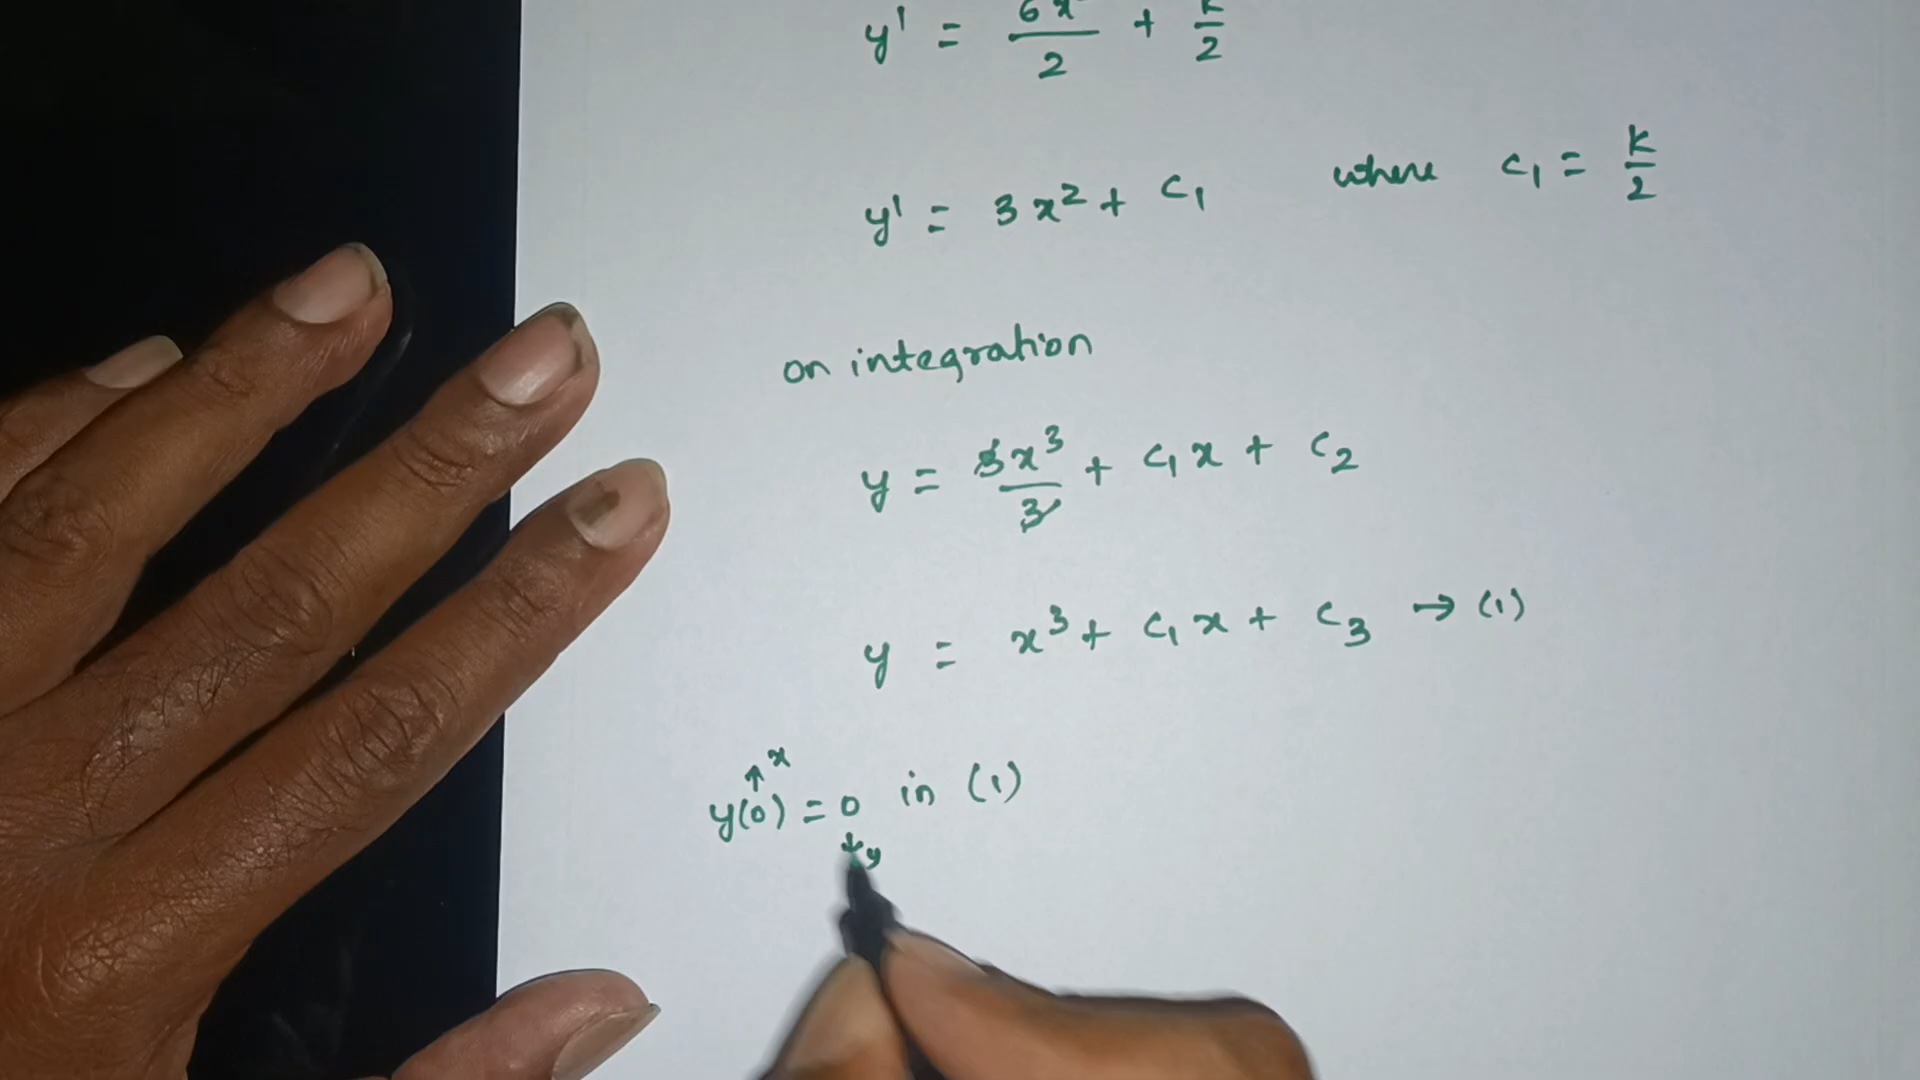 y' = 6x²/2 + k/2
y' = 3x² + c₁ where c₁ = k/2
on integration
y = 3x³/3 + c₁x + c₂
y = x³ + c₁x + c₃ → (1)
↑x
y(0) = 0 in (1)
↓y